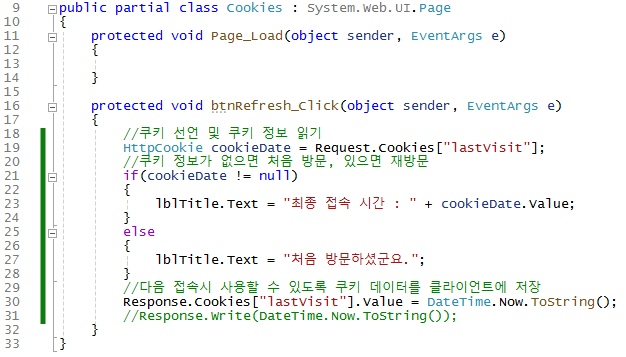 9 public partial class Cookies : System.Web.UI.Page
10 {
11     protected void Page_Load(object sender, EventArgs e)
12     {
13
14     }
15
16     protected void btnRefresh_Click(object sender, EventArgs e)
17     {
18         //쿠키 선언 및 쿠키 정보 읽기
19         HttpCookie cookieDate = Request.Cookies["lastVisit"];
20         //쿠키 정보가 없으면 처음 방문, 있으면 재방문
21         if(cookieDate != null)
22         {
23             lblTitle.Text = "최종 접속 시간 : " + cookieDate.Value;
24         }
25         else
26         {
27             lblTitle.Text = "처음 방문하셨군요.";
28         }
29         //다음 접속시 사용할 수 있도록 쿠키 데이터를 클라이언트에 저장
30         Response.Cookies["lastVisit"].Value = DateTime.Now.ToString();
31         //Response.Write(DateTime.Now.ToString());
32     }
33 }